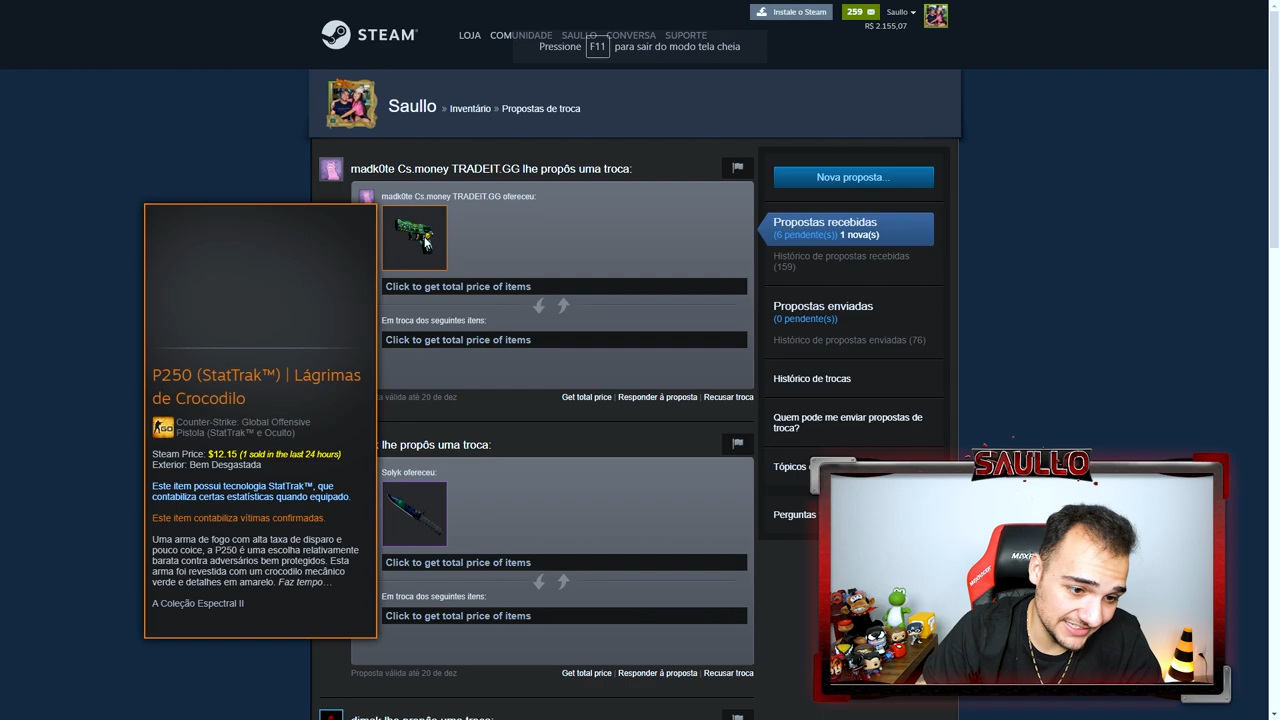 STEAM
LOJA COMUNIDADE SAULLO CONVERSA SUPORTE
Instale o Steam
259
Saullo
R$ 2.155,07
Pressione F11 para sair do modo tela cheia
Saullo » Inventário » Propostas de troca
madk0te Cs.money TRADEIT.GG lhe propôs uma troca:
madk0te Cs.money TRADEIT.GG ofereceu:
Click to get total price of items
Em troca dos seguintes itens:
Click to get total price of items
ta válida até 20 de dez
Get total price | Responder à proposta | Recusar troca
lhe propôs uma troca:
Solyk ofereceu:
Click to get total price of items
Em troca dos seguintes itens:
Click to get total price of items
Proposta válida até 20 de dez
Get total price | Responder à proposta | Recusar troca
lhe propôs uma troca:
P250 (StatTrak™) | Lágrimas
de Crocodilo
GO
Counter-Strike: Global Offensive
Pistola (StatTrak™ e Oculto)
Steam Price: $12.15 (1 sold in the last 24 hours)
Exterior: Bem Desgastada
Este item possui tecnologia StatTrak™, que
contabiliza certas estatísticas quando equipado.
Este item contabiliza vítimas confirmadas.
Uma arma de fogo com alta taxa de disparo e
pouco coice, a P250 é uma escolha relativamente
barata contra adversários bem protegidos. Esta
arma foi revestida com um crocodilo mecânico
verde e detalhes em amarelo. Faz tempo…
A Coleção Espectral II
Nova proposta...
Propostas recebidas
(6 pendente(s)) 1 nova(s)
Histórico de propostas recebidas
(159)
Propostas enviadas
(0 pendente(s))
Histórico de propostas enviadas (76)
Histórico de trocas
Quem pode me enviar propostas de
troca?
Tópicos
Perguntas
SAULLO